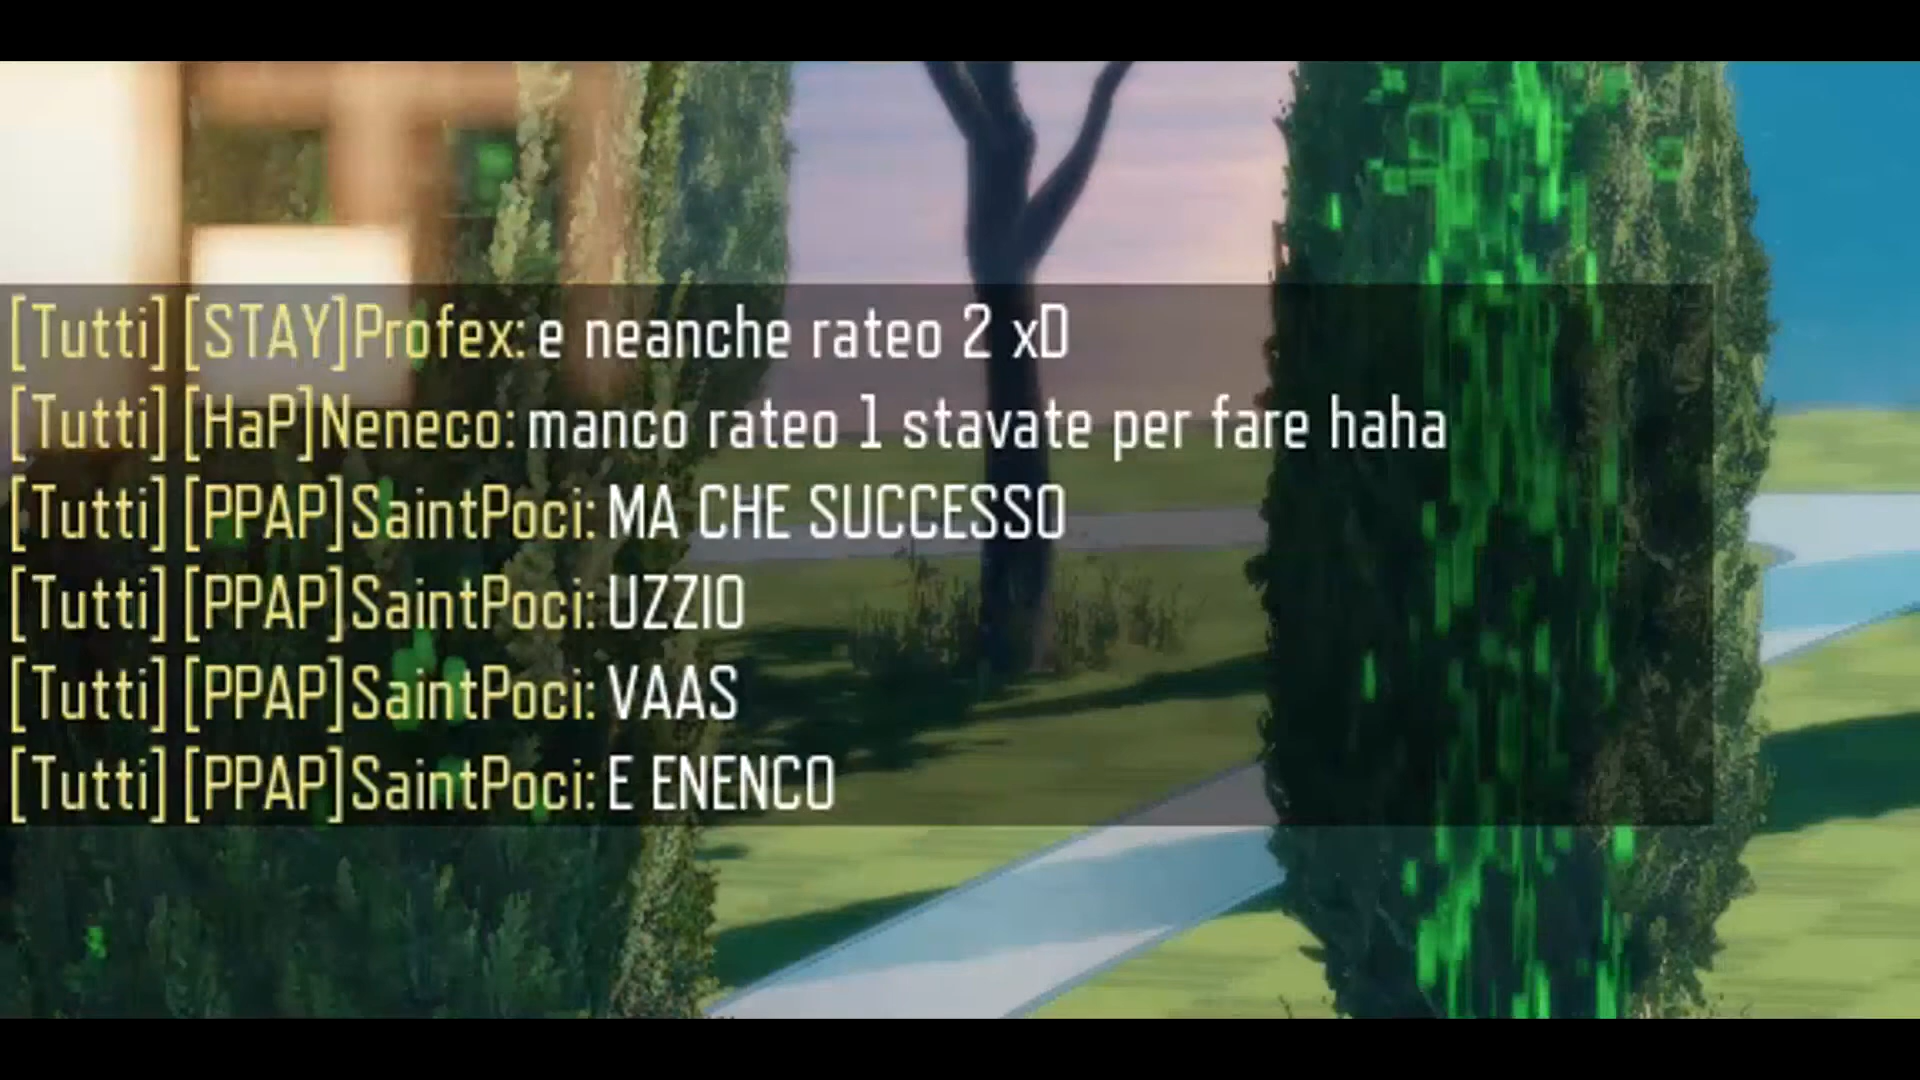 [Tutti] [STAY]Profex: e neanche rateo 2 xD
[Tutti] [HaP]Neneco: manco rateo 1 stavate per fare haha
[Tutti] [PPAP]SaintPoci: MA CHE SUCCESSO
[Tutti] [PPAP]SaintPoci: UZZIO
[Tutti] [PPAP]SaintPoci: VAAS
[Tutti] [PPAP]SaintPoci: E ENENCO